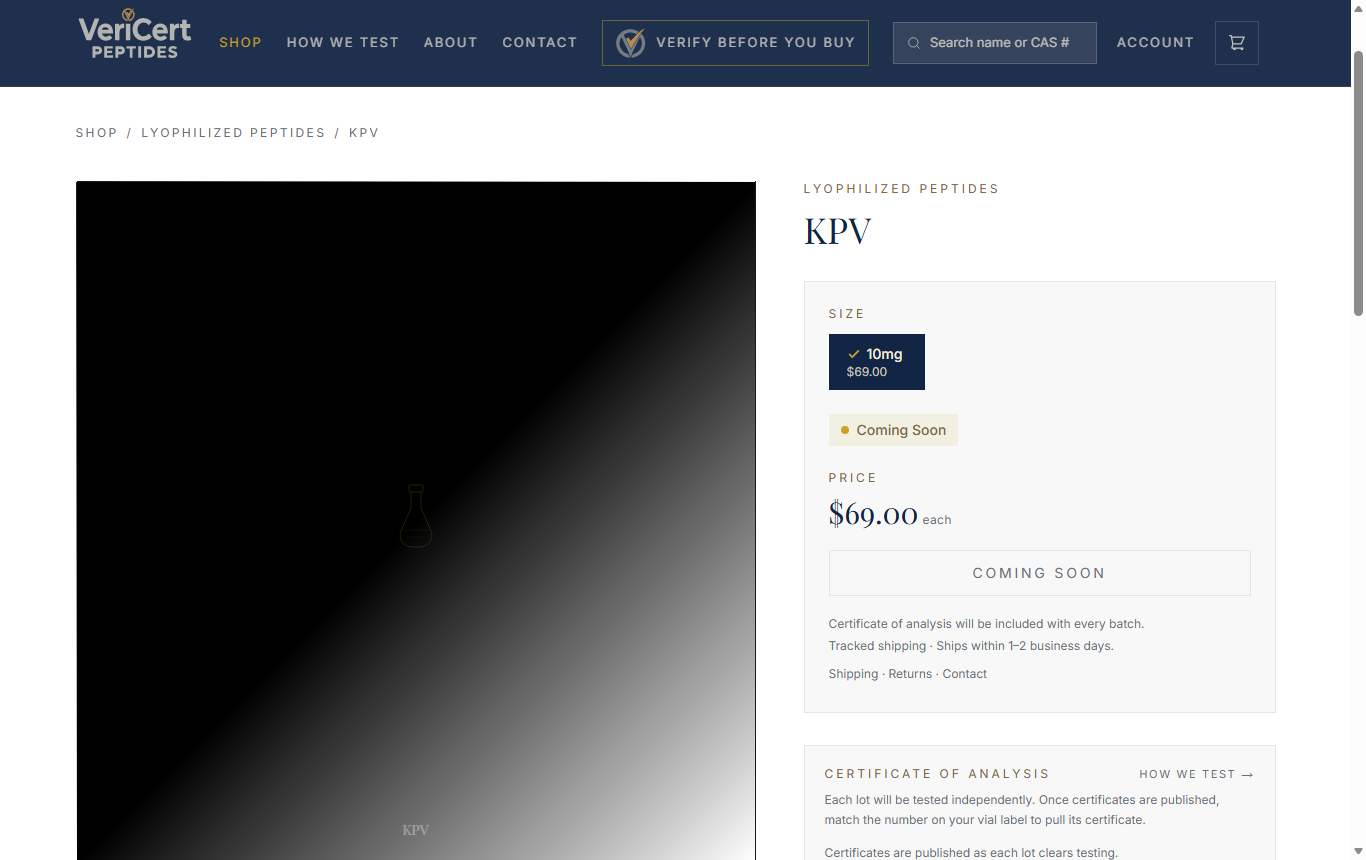 VeriCert
PEPTIDES
SHOP
HOW WE TEST
ABOUT
CONTACT
VERIFY BEFORE YOU BUY
Search name or CAS #
ACCOUNT
SHOP / LYOPHILIZED PEPTIDES / KPV
KPV
LYOPHILIZED PEPTIDES
KPV
SIZE
10mg
$69.00
Coming Soon
PRICE
$69.00 each
COMING SOON
Certificate of analysis will be included with every batch.
Tracked shipping · Ships within 1–2 business days.
Shipping · Returns · Contact
CERTIFICATE OF ANALYSIS
HOW WE TEST →
Each lot will be tested independently. Once certificates are published,
match the number on your vial label to pull its certificate.
Certificates are published as each lot clears testing.